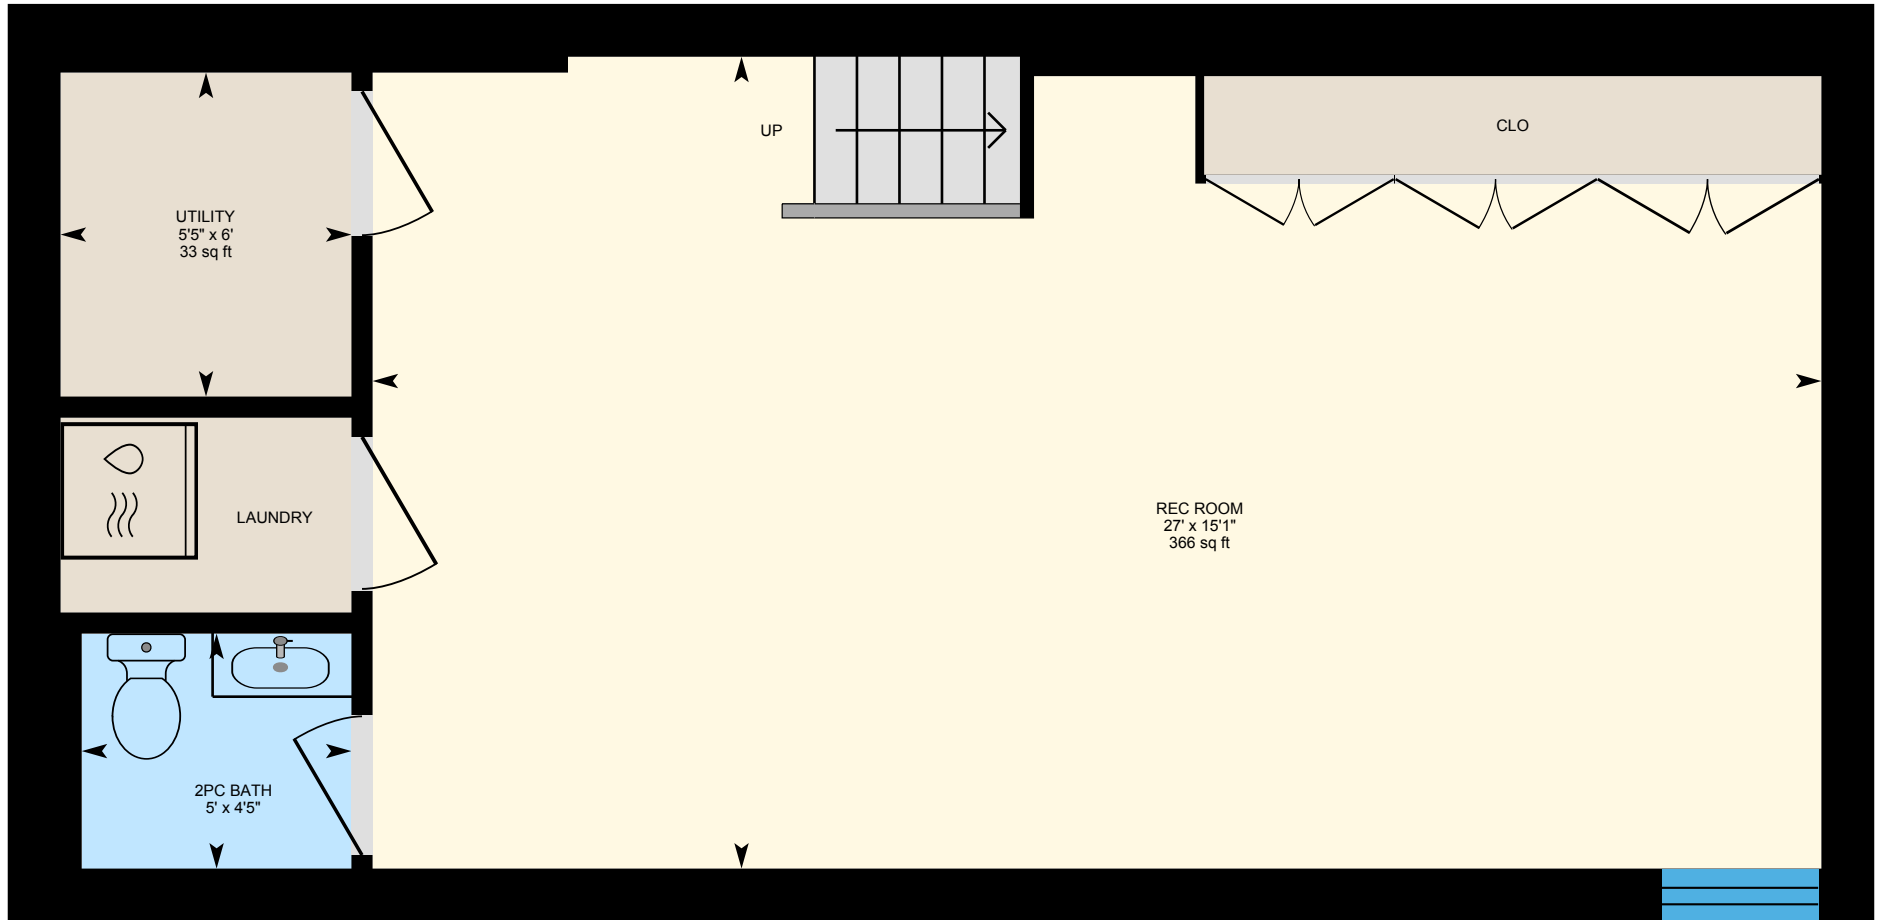 UP
CLO
UTILITY
5'5" x 6'
33 sq ft
LAUNDRY
REC ROOM
27' x 15'1"
366 sq ft
2PC BATH
5' x 4'5"